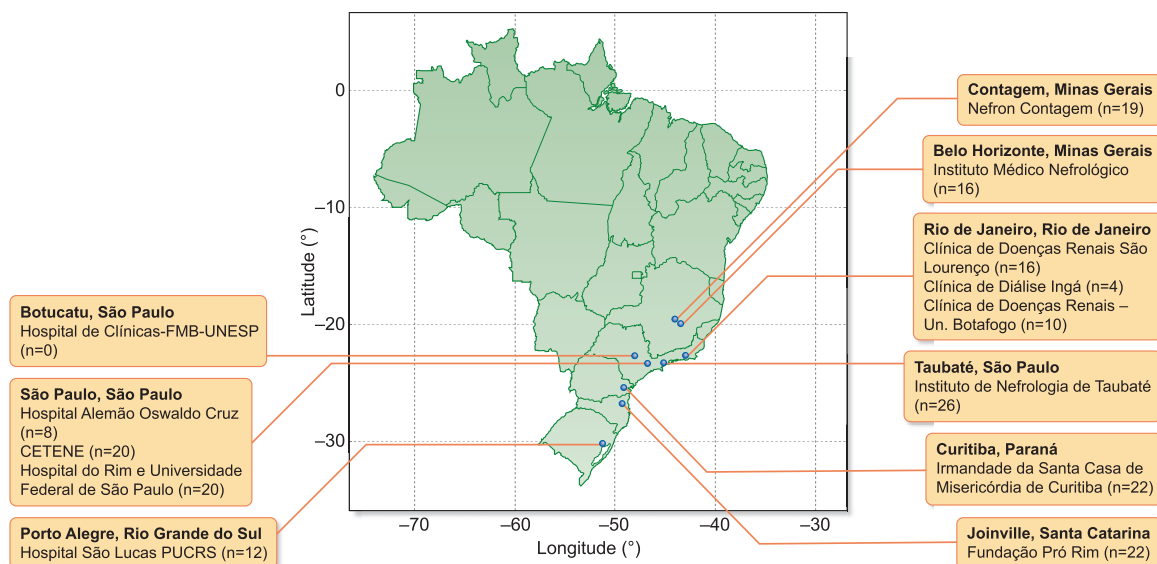 Contagem, Minas Gerais
Nefron Contagem (n=19)
Belo Horizonte, Minas Gerais
Instituto Médico Nefrológico
(n=16)
Rio de Janeiro, Rio de Janeiro
Clínica de Doenças Renais São
Lourenço (n=16)
Clínica de Diálise Ingá (n=4)
Clínica de Doenças Renais –
Un. Botafogo (n=10)
Taubaté, São Paulo
Instituto de Nefrologia de Taubaté
(n=26)
Curitiba, Paraná
Irmandade da Santa Casa de
Misericórdia de Curitiba (n=22)
Joinville, Santa Catarina
Fundação Pró Rim (n=22)
Botucatu, São Paulo
Hospital de Clínicas-FMB-UNESP
(n=0)
São Paulo, São Paulo
Hospital Alemão Oswaldo Cruz
(n=8)
CETENE (n=20)
Hospital do Rim e Universidade
Federal de São Paulo (n=20)
Porto Alegre, Rio Grande do Sul
Hospital São Lucas PUCRS (n=12)
Latitude (°)
0
–10
–20
–30
–70 –60 –50 –40 –30
Longitude (°)